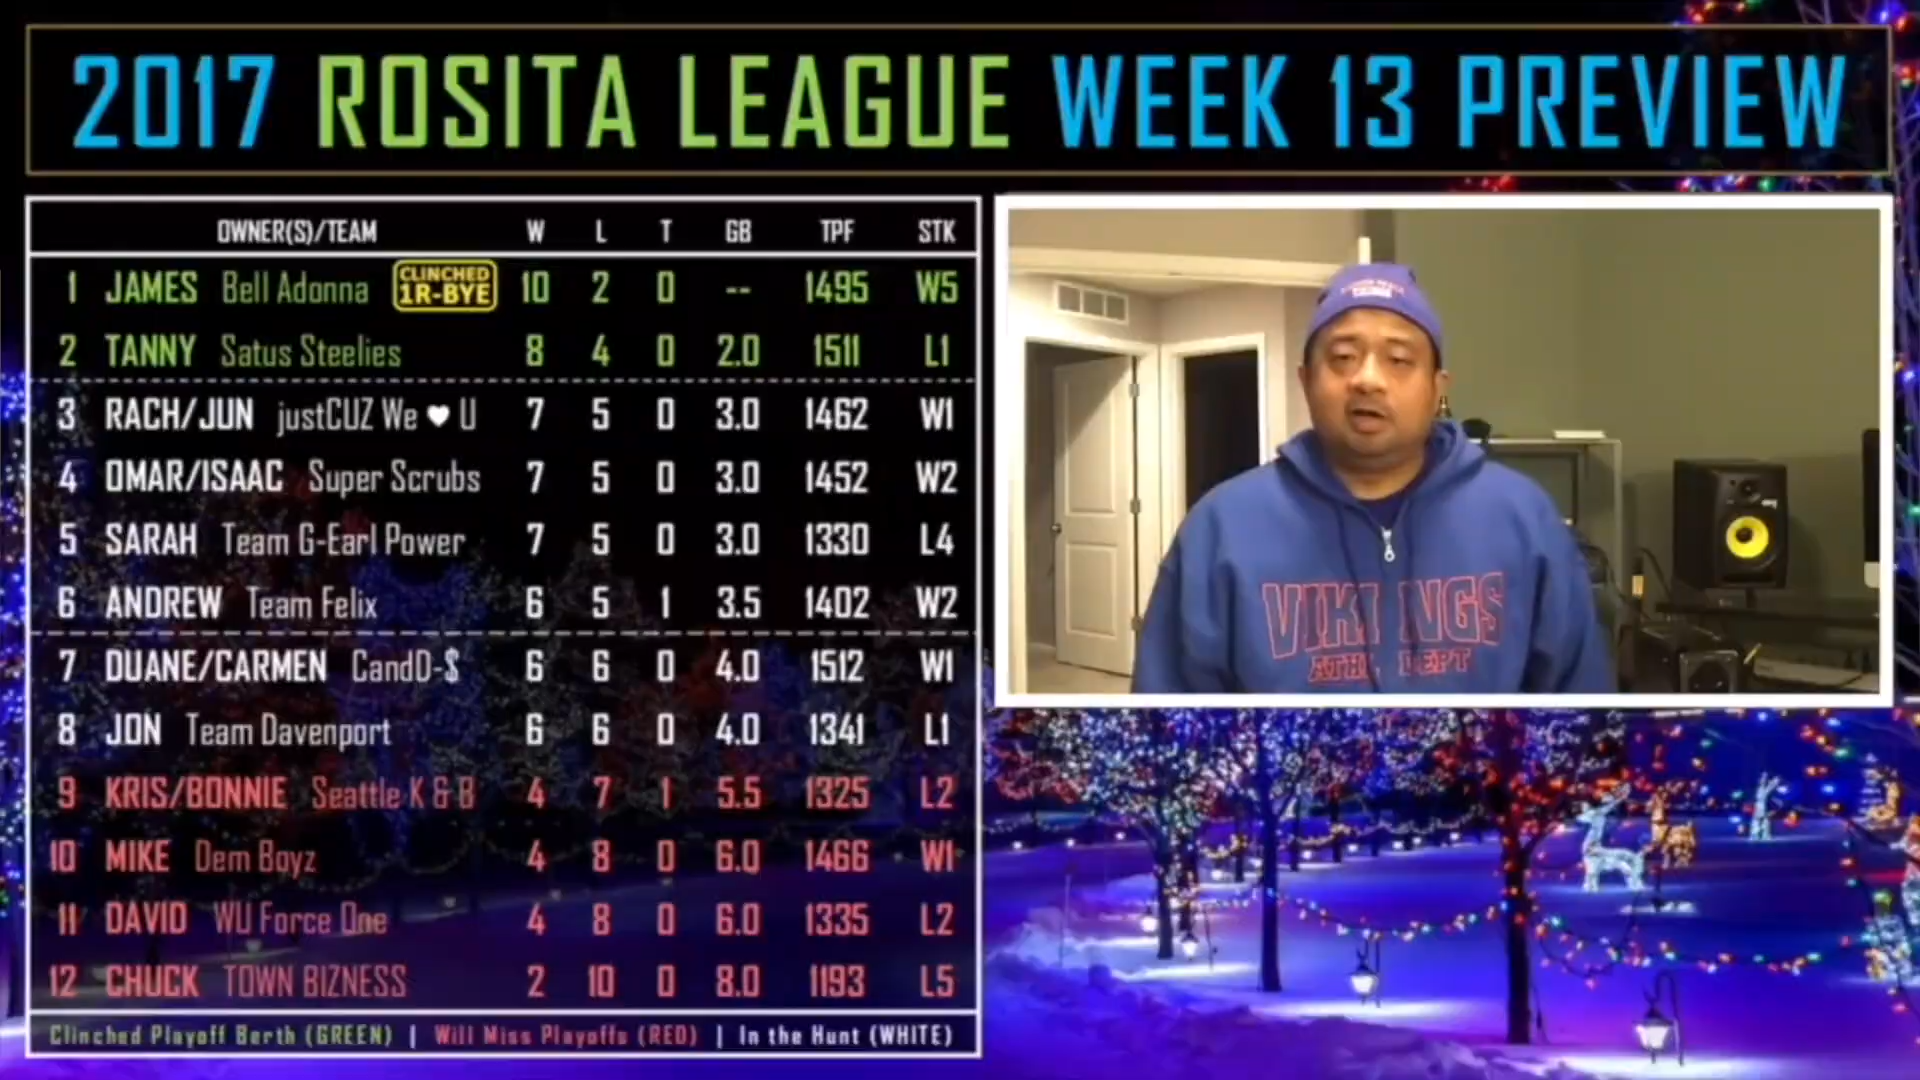 2017 ROSITA LEAGUE WEEK 13 PREVIEW
OWNER(S)/TEAM W L T GB TPF STK
1 JAMES Bell Adonna CLINCHED 1R-BYE 10 2 0 -- 1495 W5
2 TANNY Satus Steelies 8 4 0 2.0 1511 L1
3 RACH/JUN justCUZ We ♥ U 7 5 0 3.0 1462 W1
4 OMAR/ISAAC Super Scrubs 7 5 0 3.0 1452 W2
5 SARAH Team G-Earl Power 7 5 0 3.0 1330 L4
6 ANDREW Team Felix 6 5 1 3.5 1402 W2
7 DUANE/CARMEN CandD-$ 6 6 0 4.0 1512 W1
8 JON Team Davenport 6 6 0 4.0 1341 L1
9 KRIS/BONNIE Seattle K & B 4 7 1 5.5 1325 L2
10 MIKE Dem Boyz 4 8 0 6.0 1466 W1
11 DAVID WU Force One 4 8 0 6.0 1335 L2
12 CHUCK TOWN BIZNESS 2 10 0 8.0 1193 L5
Clinched Playoff Berth (GREEN) | Will Miss Playoffs (RED) | In the Hunt (WHITE)
VIKINGS
DEPT